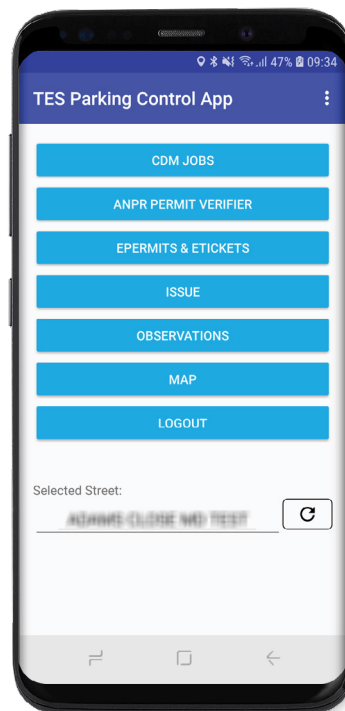 47% 09:34
TES Parking Control App
CDM JOBS
ANPR PERMIT VERIFIER
EPERMITS & ETICKETS
ISSUE
OBSERVATIONS
MAP
LOGOUT
Selected Street: